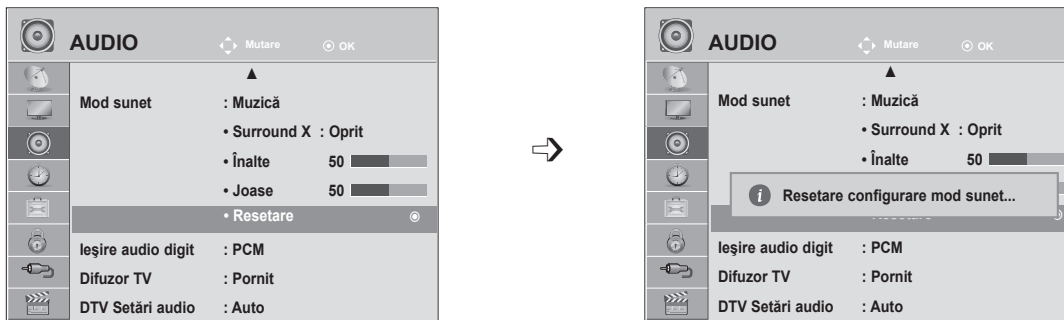 AUDIO Mutare OK
Mod sunet : Muzică
• Surround X : Oprit
• Înalte 50
• Joase 50
• Resetare
Ieşire audio digit : PCM
Difuzor TV : Pornit
DTV Setări audio : Auto
AUDIO Mutare OK
Mod sunet : Muzică
• Surround X : Oprit
• Înalte 50
i Resetare configurare mod sunet...
Ieşire audio digit : PCM
Difuzor TV : Pornit
DTV Setări audio : Auto